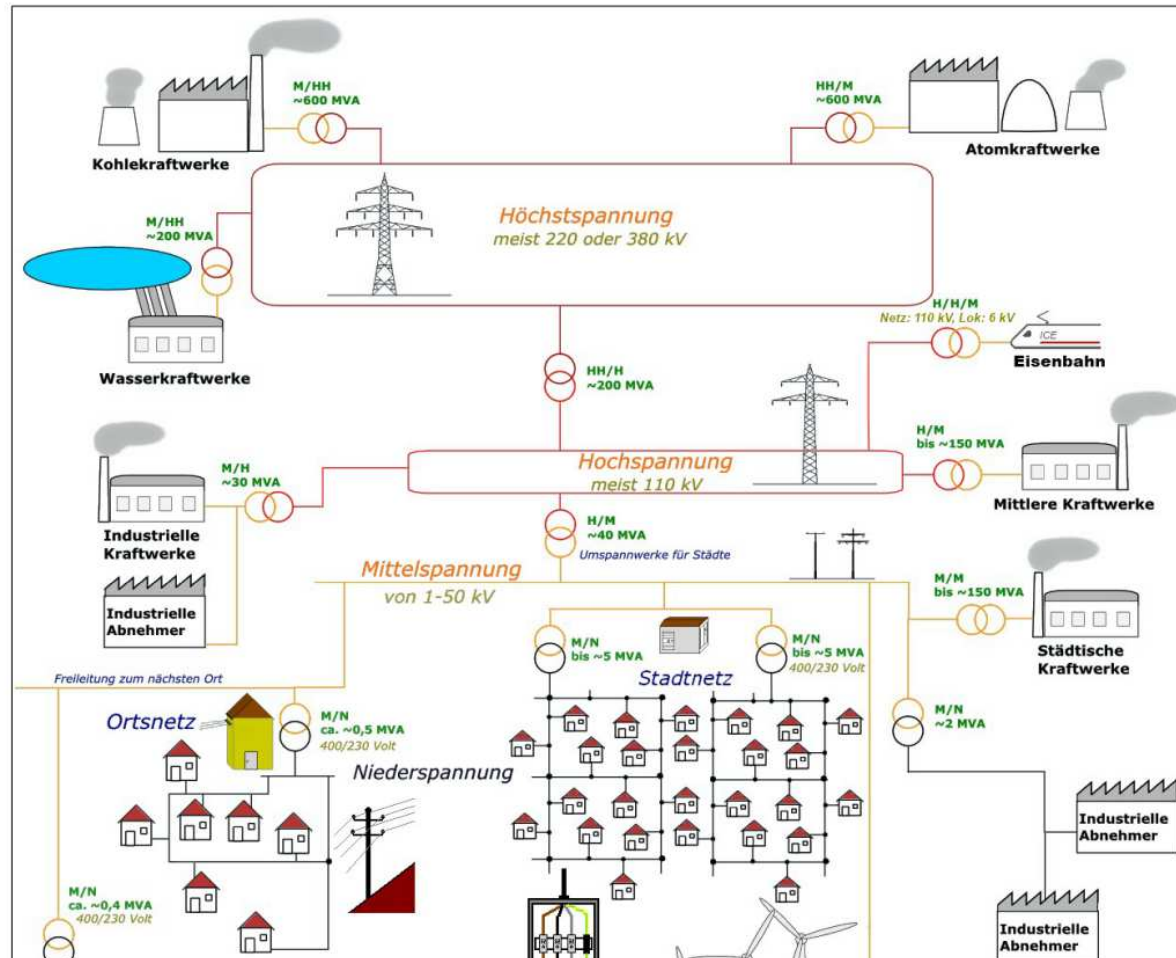 M/HH
~600 MVA
Kohlekraftwerke
HH/M
~600 MVA
Atomkraftwerke
M/HH
~200 MVA
Wasserkraftwerke
Höchstspannung
meist 220 oder 380 kV
H/H/M
Netz: 110 kV, Lok: 6 kV
ICE
Eisenbahn
HH/H
~200 MVA
M/H
~30 MVA
Industrielle
Kraftwerke
Industrielle
Abnehmer
Hochspannung
meist 110 kV
H/M
bis ~150 MVA
Mittlere Kraftwerke
H/M
~40 MVA
Umspannwerke für Städte
Mittelspannung
von 1-50 kV
M/M
bis ~150 MVA
Städtische
Kraftwerke
M/N
bis ~5 MVA
M/N
bis ~5 MVA
400/230 Volt
Stadtnetz
Freileitung zum nächsten Ort
Ortsnetz
M/N
ca. ~0,5 MVA
400/230 Volt
Niederspannung
M/N
~2 MVA
Industrielle
Abnehmer
M/N
ca. ~0,4 MVA
400/230 Volt
Industrielle
Abnehmer